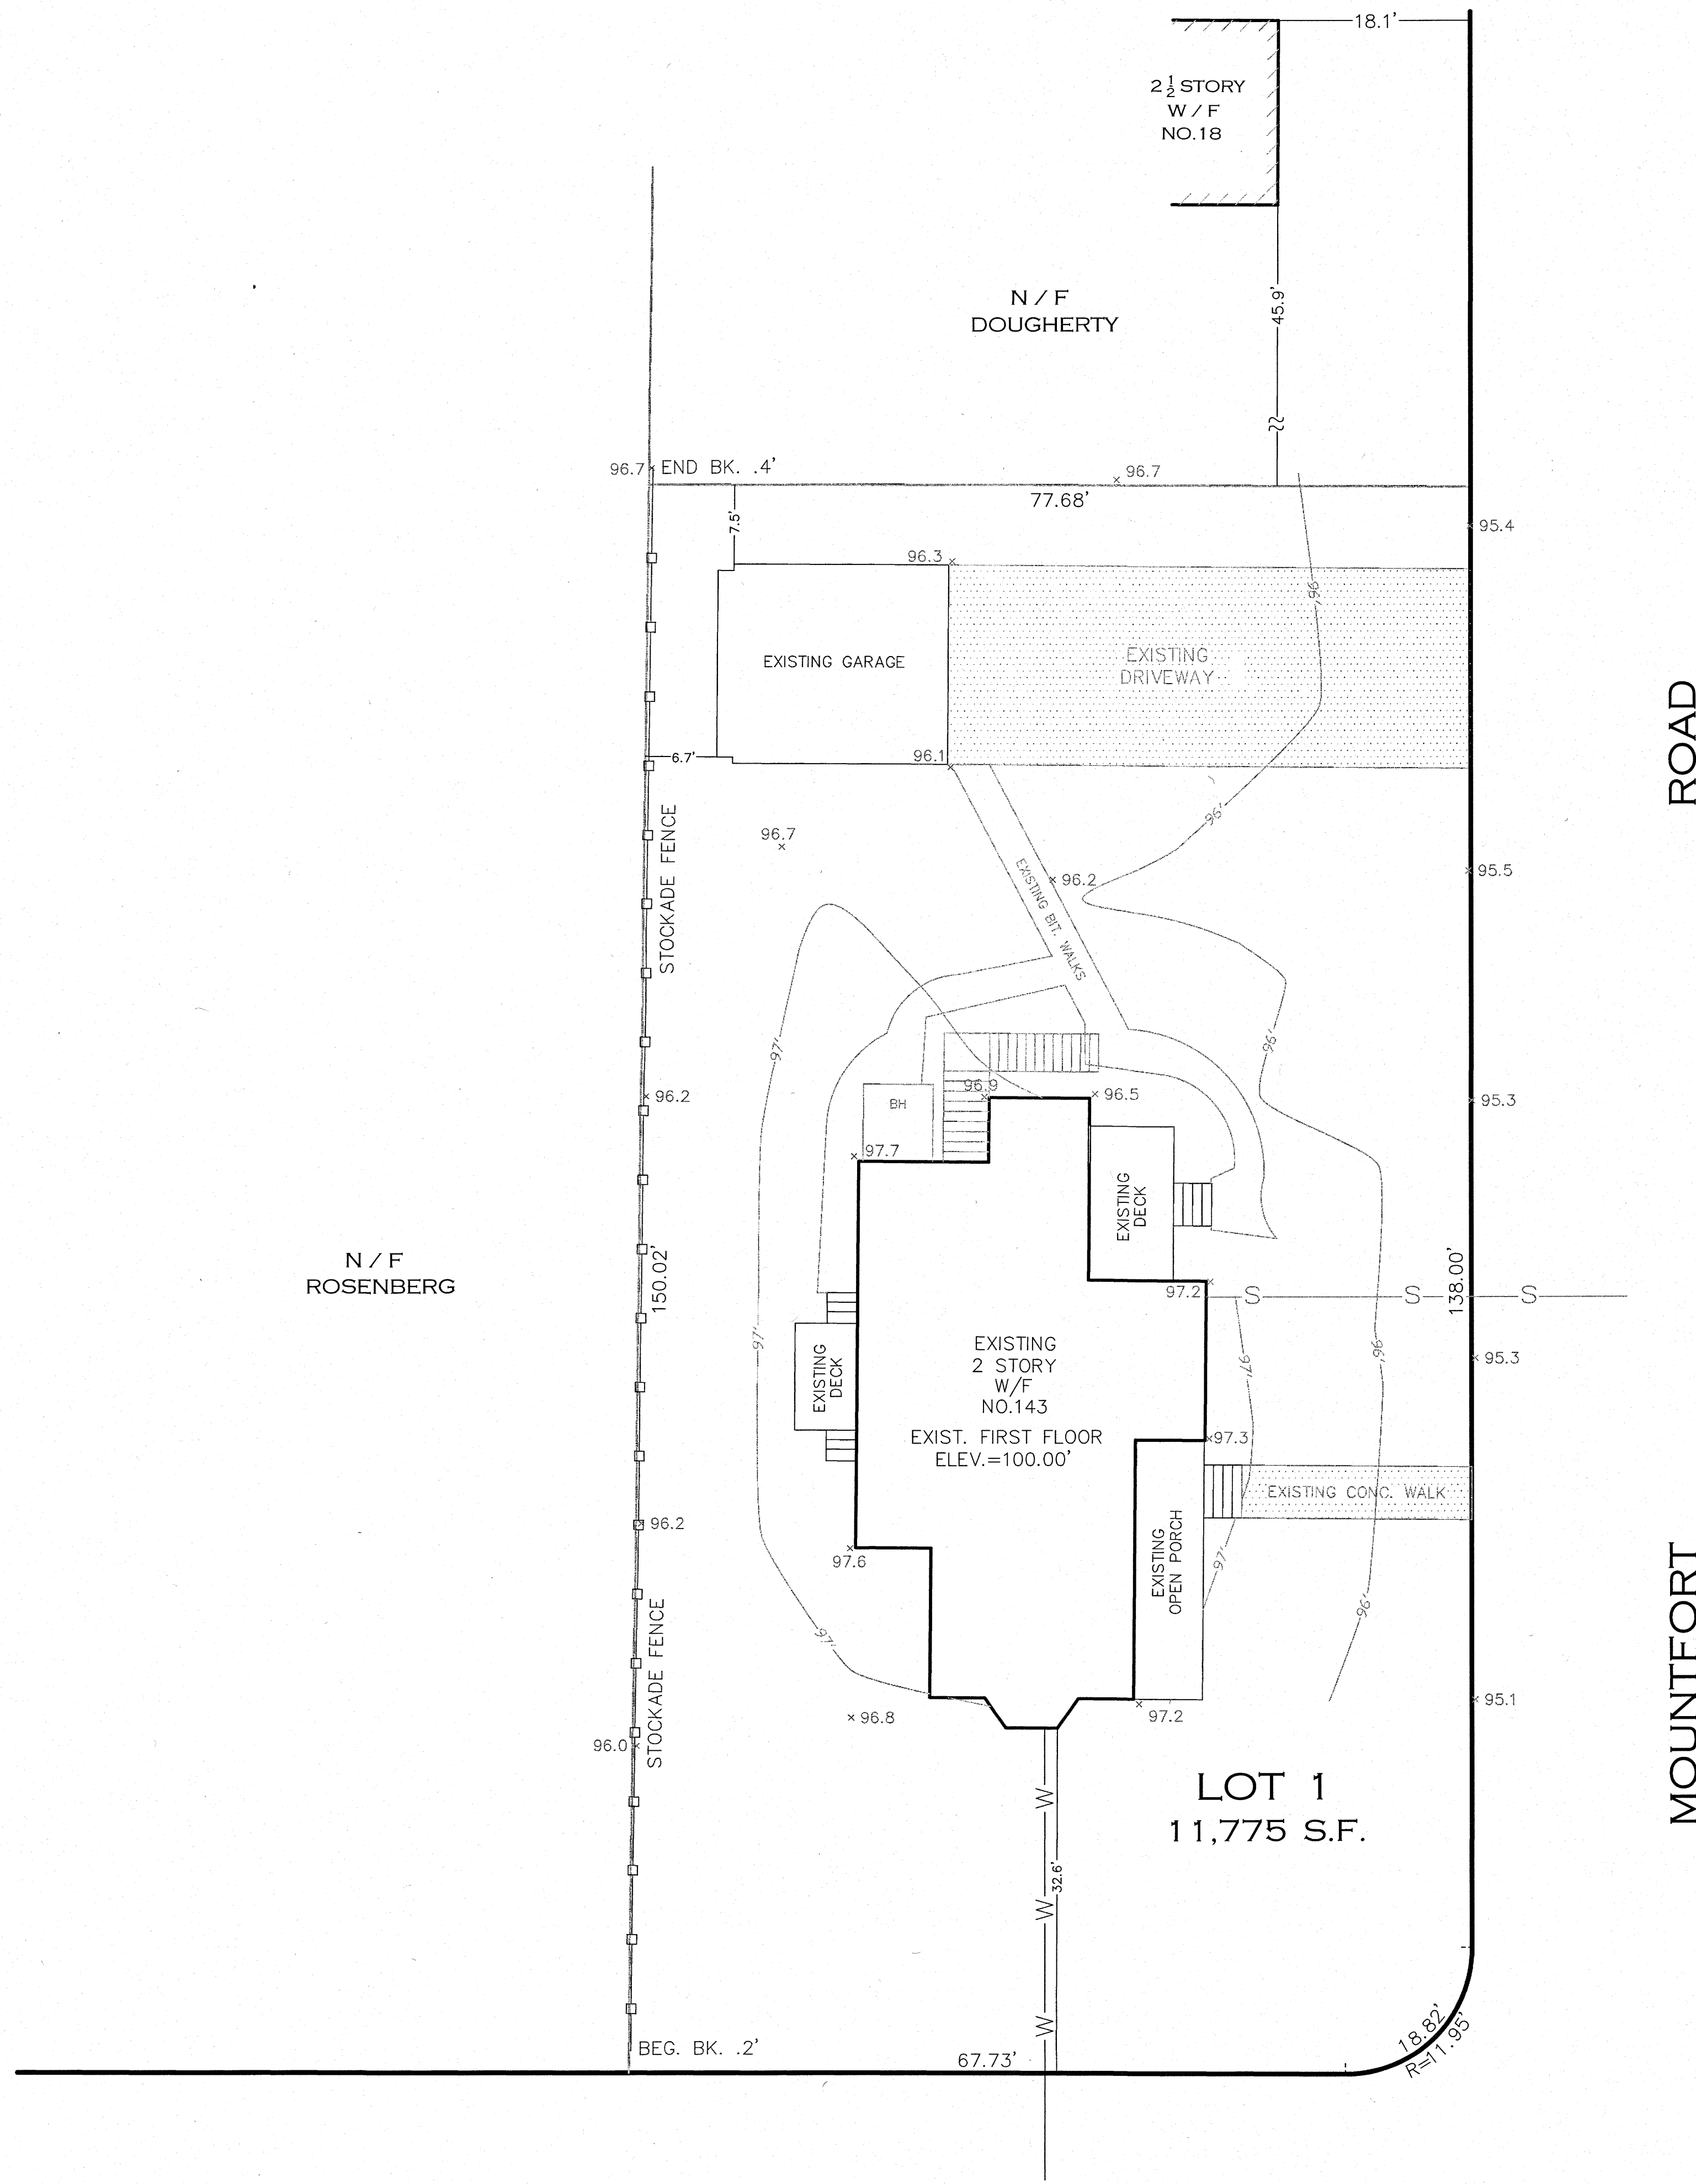 18.1'
2 1/2 STORY
W / F
NO.18
45.9'
N / F
DOUGHERTY
96.7
END BK. .4'
96.7
77.68'
95.4
7.5'
96.3
96'
EXISTING GARAGE
EXISTING
DRIVEWAY
ROAD
6.7'
96.1
96'
STOCKADE FENCE
96.7
EXISTING BIT. WALKS
96.2
95.5
97'
96'
96.2
BH
96.9
96.5
95.3
97.7
EXISTING
DECK
N / F
ROSENBERG
150.02'
138.00'
97.2
S
S
S
97'
EXISTING
DECK
EXISTING
2 STORY
W/F
NO.143
EXIST. FIRST FLOOR
ELEV.=100.00'
97'
96'
95.3
97.3
EXISTING CONC. WALK
96.2
97.6
EXISTING
OPEN PORCH
97'
96'
MOUNTFORT
97'
STOCKADE FENCE
96.8
97.2
95.1
96.0
LOT 1
11,775 S.F.
W
32.6'
W
W
18.82'
R=11.95'
BEG. BK. .2'
67.73'